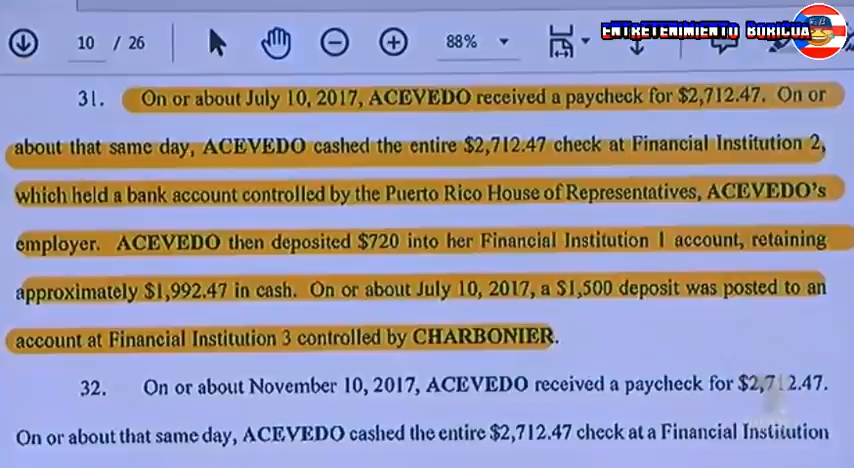 10 / 26
88%
ENTRETENIMIENTO BORICUA
31. On or about July 10, 2017, ACEVEDO received a paycheck for $2,712.47. On or
about that same day, ACEVEDO cashed the entire $2,712.47 check at Financial Institution 2,
which held a bank account controlled by the Puerto Rico House of Representatives, ACEVEDO's
employer. ACEVEDO then deposited $720 into her Financial Institution 1 account, retaining
approximately $1,992.47 in cash. On or about July 10, 2017, a $1,500 deposit was posted to an
account at Financial Institution 3 controlled by CHARBONIER.
32. On or about November 10, 2017, ACEVEDO received a paycheck for $2,712.47.
On or about that same day, ACEVEDO cashed the entire $2,712.47 check at a Financial Institution